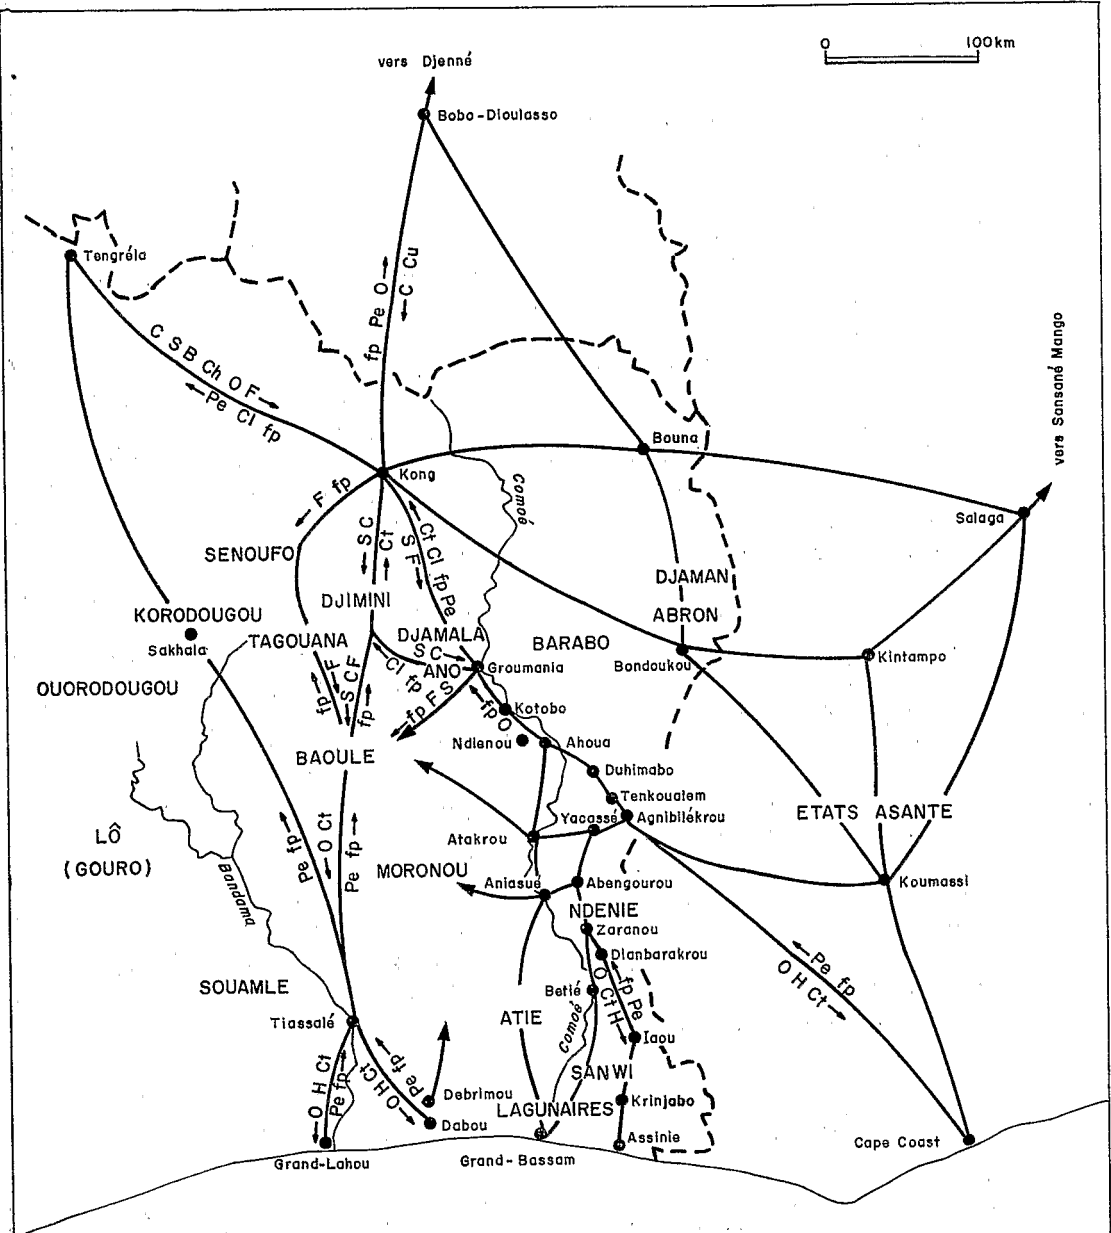 0 100km
vers Djenné
Bobo-Dioulasso
Tengréla
fp Pe O
C Cu
C S B Ch O F
Pe Cl fp
vers Sansané Mango
Bouna
Kong
Comoé
Salaga
F fp
S C
Ct
Ct Cl fp Pe
S F
SENOUFO
DJIMINI
DJAMAN
ABRON
KORODOUGOU
Sakhala
TAGOUANA
DJAMALA
S C
ANO
Groumania
BARABO
Bondoukou
Kintampo
OUORODOUGOU
fp
F
S CF
fp
Cl fp
fp F S
fp O
Kotobo
Ndienou
Ahoua
BAOULE
Duhimabo
Tenkoualem
Yacassé
Agnibilékrou
ETATS ASANTE
Atakrou
LÔ
(GOURO)
Pe fp
O Ct
Pe fp
MORONOU
Aniasué
Abengourou
Koumassi
Bandama
NDENIE
Zaranou
Dianbarakrou
Pe fp
O H Ct
SOUAMLE
Betié
O Ct H
fp Pe
Tiassalé
ATIE
Comoé
Iaou
O H Ct
Pe fp
Pe fp
O H Ct
SANWI
Debrimou
LAGUNAIRES
Krinjabo
Dabou
Assinie
Cape Coast
Grand-Lahou
Grand-Bassam